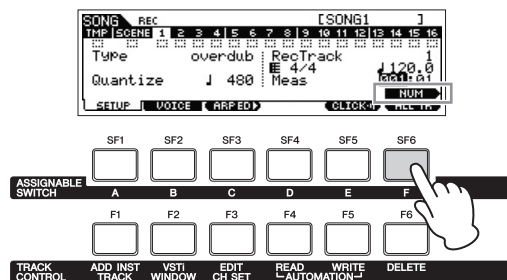 SONG REC [SONG1 ]
TMP SCENE 1 2 3 4 5 6 7 8 9 10 11 12 13 14 15 16
Type overdub RecTrack 1
4/4 ♩120.0
Quantize ♩ 480 Meas 001:01
NUM
SETUP VOICE ARPED CLICK ALL TR
SF1 SF2 SF3 SF4 SF5 SF6
ASSIGNABLE SWITCH A B C D E F
F1 F2 F3 F4 F5 F6
TRACK CONTROL ADD INST TRACK VSTi WINDOW EDIT CH SET READ WRITE DELETE
AUTOMATION